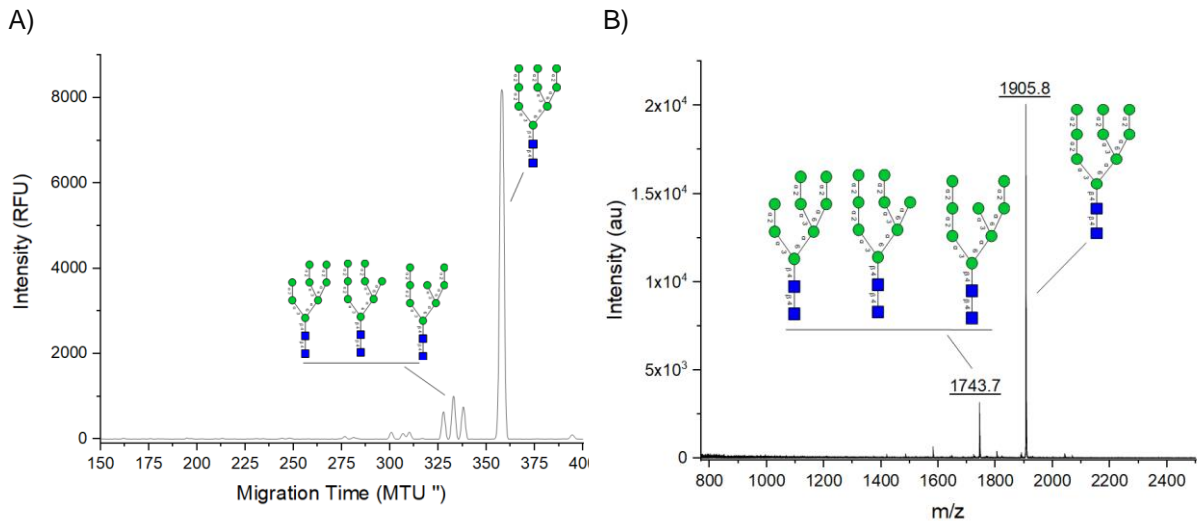 A)
B)
8000
6000
4000
2000
0
Intensity (RFU)
150 175 200 225 250 275 300 325 350 375 400
Migration Time (MTU ")
1905.8
1743.7
2x10⁴
1.5x10⁴
1x10⁴
5x10³
0
Intensity (au)
800 1000 1200 1400 1600 1800 2000 2200 2400
m/z